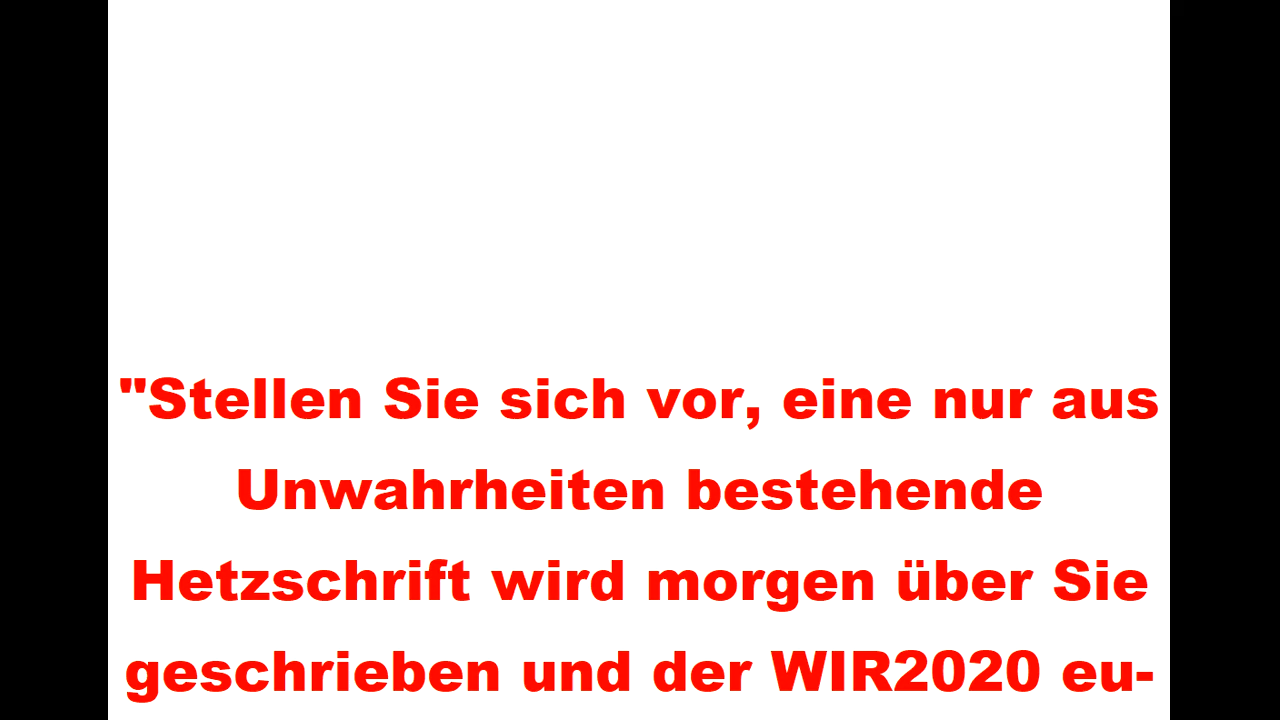 "Stellen Sie sich vor, eine nur aus
Unwahrheiten bestehende
Hetzschrift wird morgen über Sie
geschrieben und der WIR2020 eu-